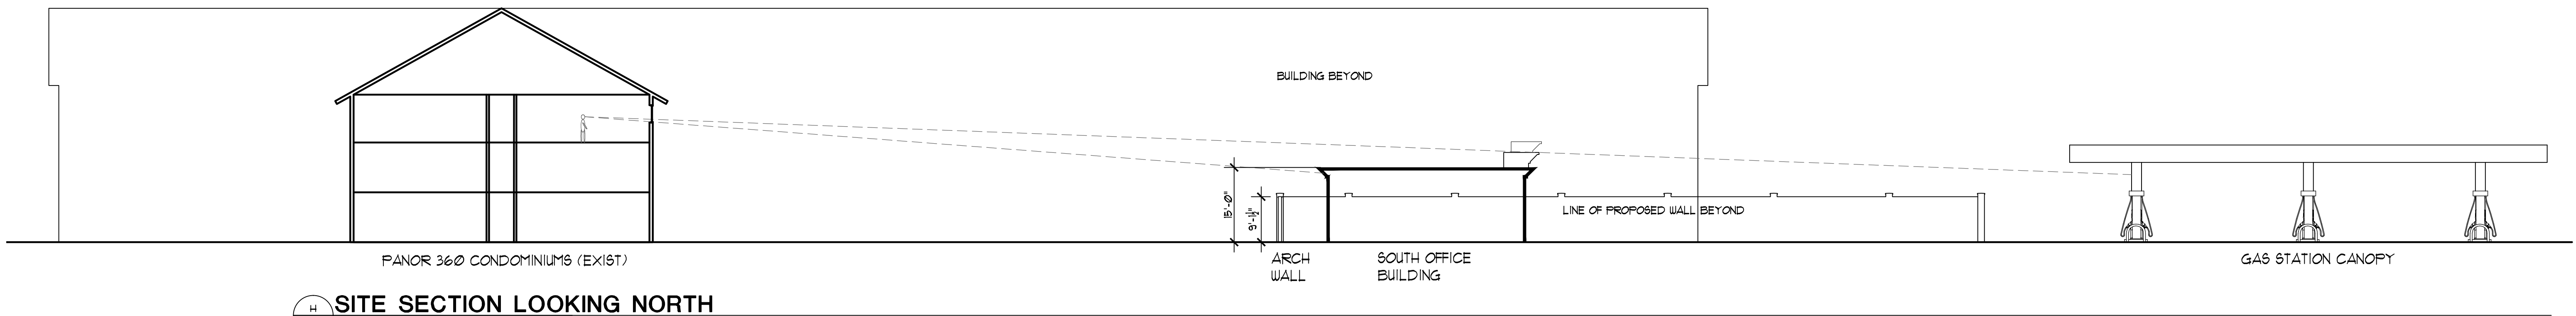 BUILDING BEYOND
15'-0"
9'-1½"
LINE OF PROPOSED WALL BEYOND
PANOR 360 CONDOMINIUMS (EXIST)
ARCH
WALL
SOUTH OFFICE
BUILDING
GAS STATION CANOPY
H
SITE SECTION LOOKING NORTH